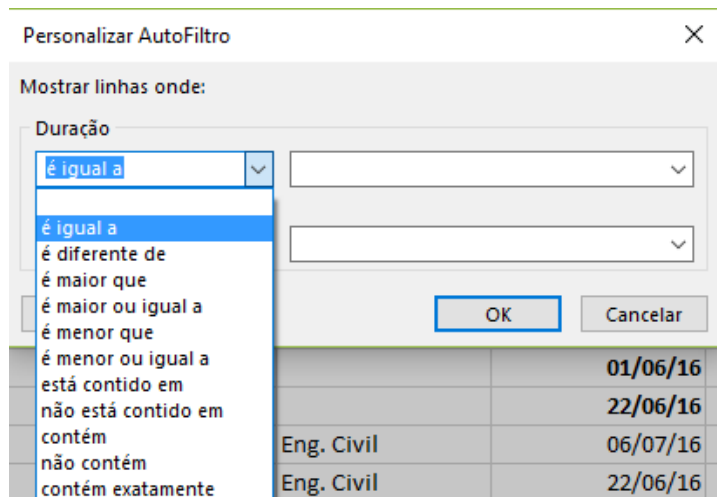 Personalizar AutoFiltro
Mostrar linhas onde:
Duração
é igual a
é igual a
é diferente de
é maior que
é maior ou igual a
é menor que
é menor ou igual a
está contido em
não está contido em
contém
não contém
contém exatamente
OK Cancelar
01/06/16
22/06/16
Eng. Civil 06/07/16
Eng. Civil 22/06/16